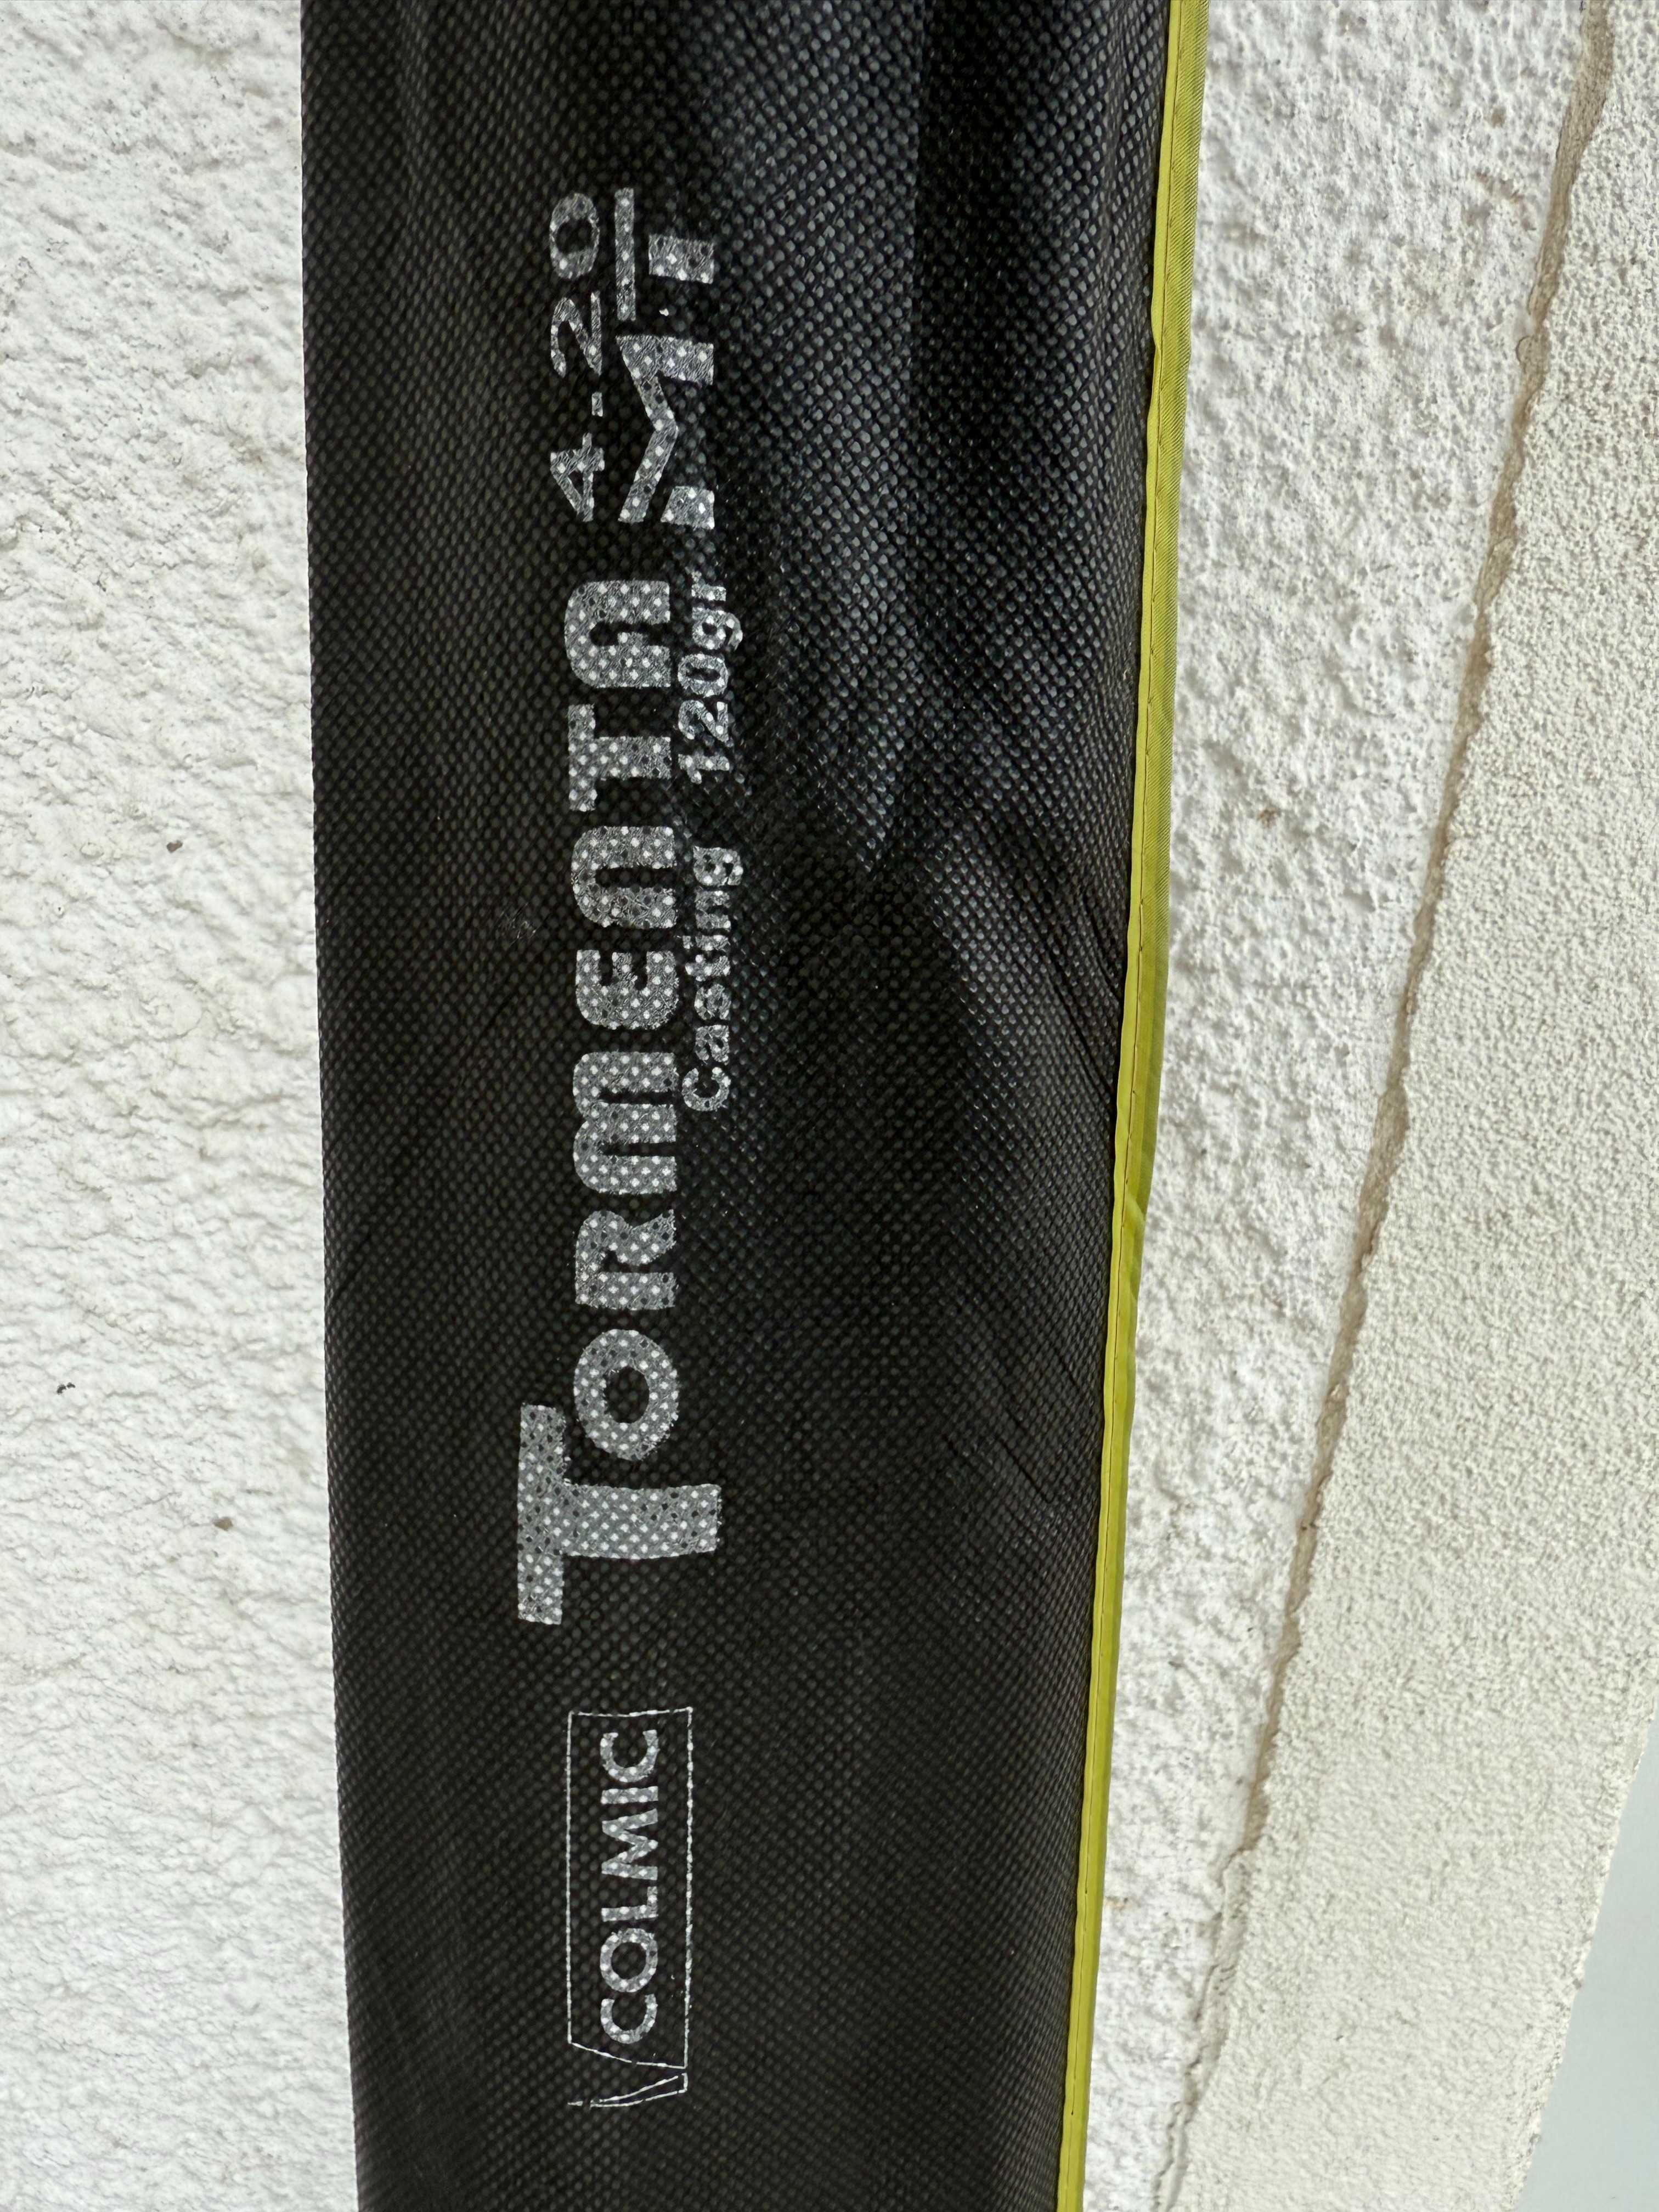 COLMIC
TORMENTA 4.20 MT
Casting 120gr